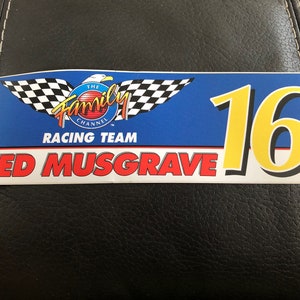 THE
Family
CHANNEL
RACING TEAM
ED MUSGRAVE 16